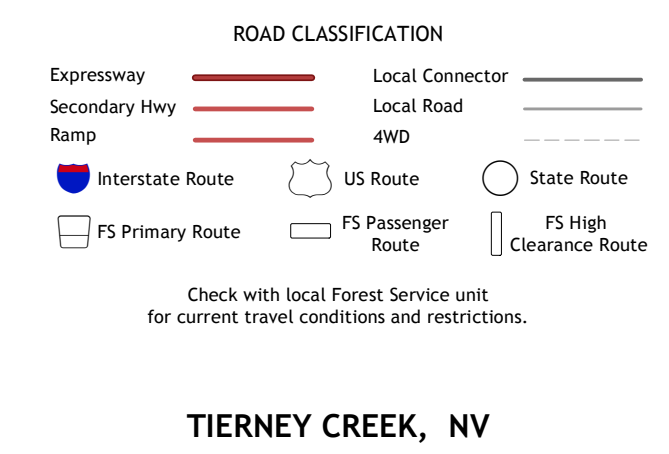 ROAD CLASSIFICATION
Expressway
Local Connector
Secondary Hwy
Local Road
Ramp
4WD
Interstate Route
US Route
State Route
FS Primary Route
FS Passenger
Route
FS High
Clearance Route
Check with local Forest Service unit
for current travel conditions and restrictions.
TIERNEY CREEK, NV